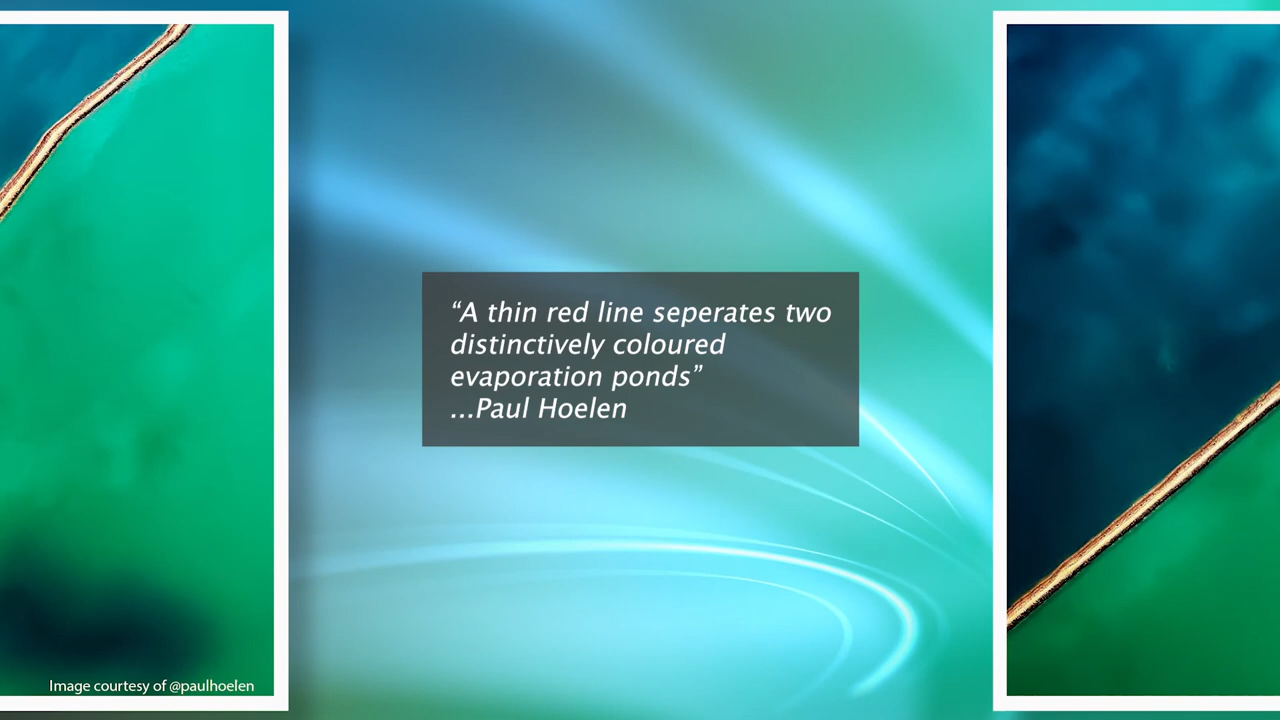 “A thin red line seperates two
distinctively coloured
evaporation ponds”
...Paul Hoelen
Image courtesy of @paulhoelen